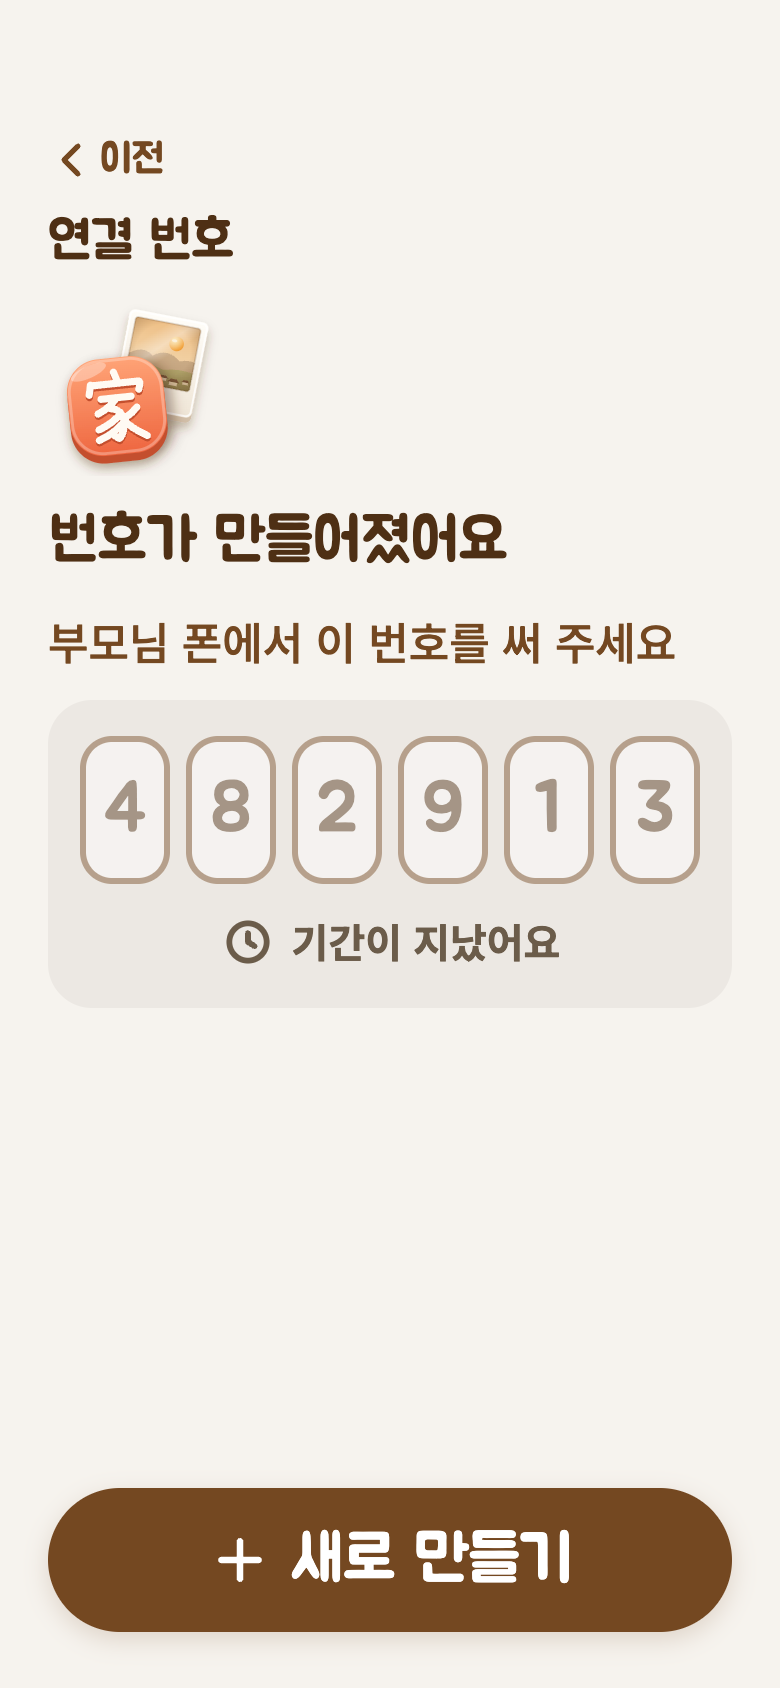 이전
연결 번호
家
번호가 만들어졌어요
부모님 폰에서 이 번호를 써 주세요
4 8 2 9 1 3
기간이 지났어요
+ 새로 만들기